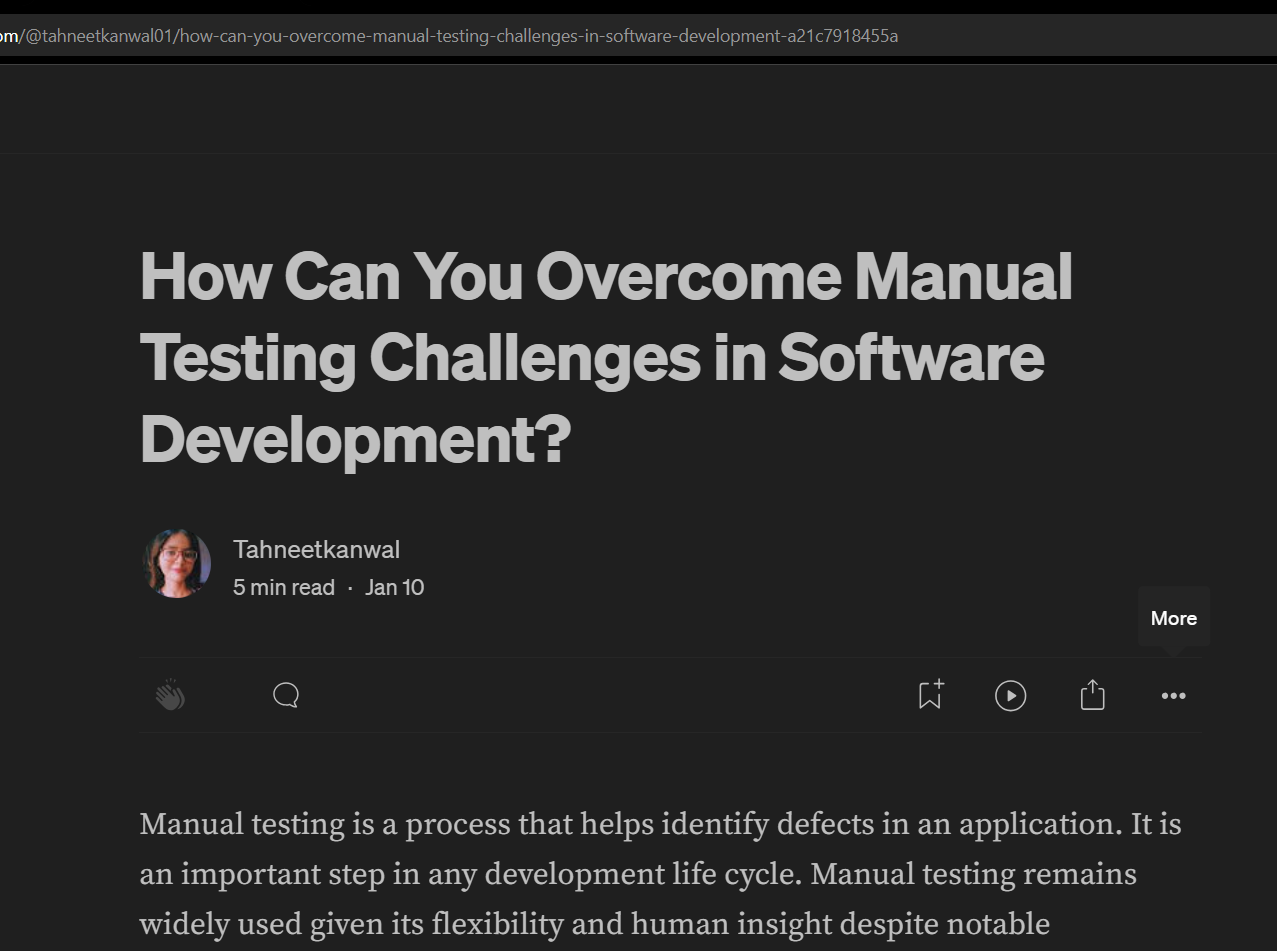 om/@tahneetkanwal01/how-can-you-overcome-manual-testing-challenges-in-software-development-a21c7918455a
How Can You Overcome Manual
Testing Challenges in Software
Development?
Tahneetkanwal
5 min read · Jan 10
More
Manual testing is a process that helps identify defects in an application. It is
an important step in any development life cycle. Manual testing remains
widely used given its flexibility and human insight despite notable